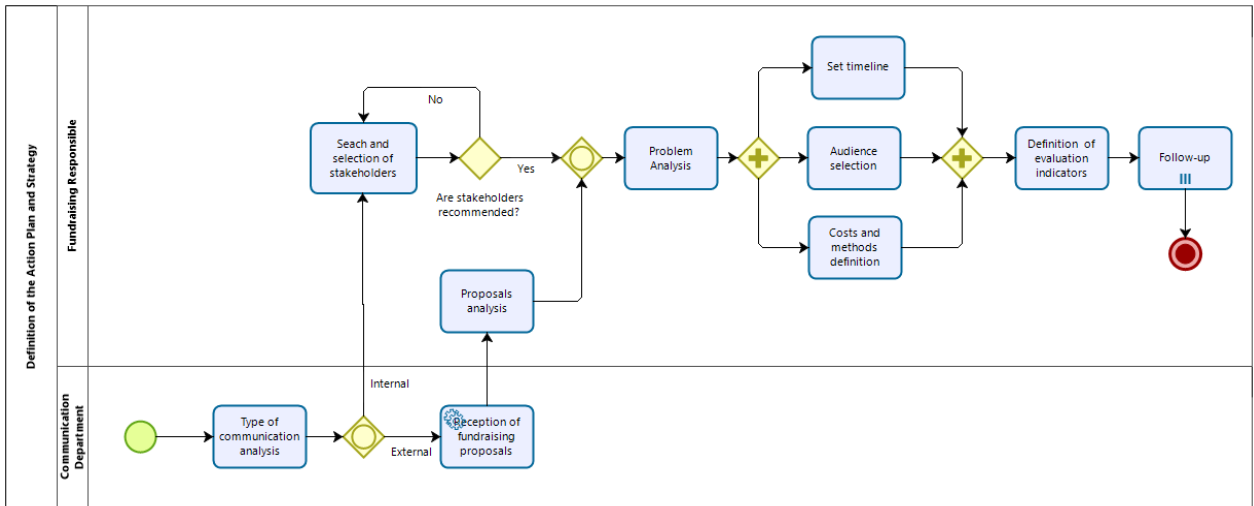 Definition of the Action Plan and Strategy
Fundraising Responsible
Set timeline
No
Seach and
selection of
stakeholders
Yes
Are stakeholders
recommended?
Problem
Analysis
Audience
selection
Definition of
evaluation
indicators
Follow-up
Costs and
methods
definition
Proposals
analysis
Communication
Department
Internal
Type of
communication
analysis
External
Reception of
fundraising
proposals